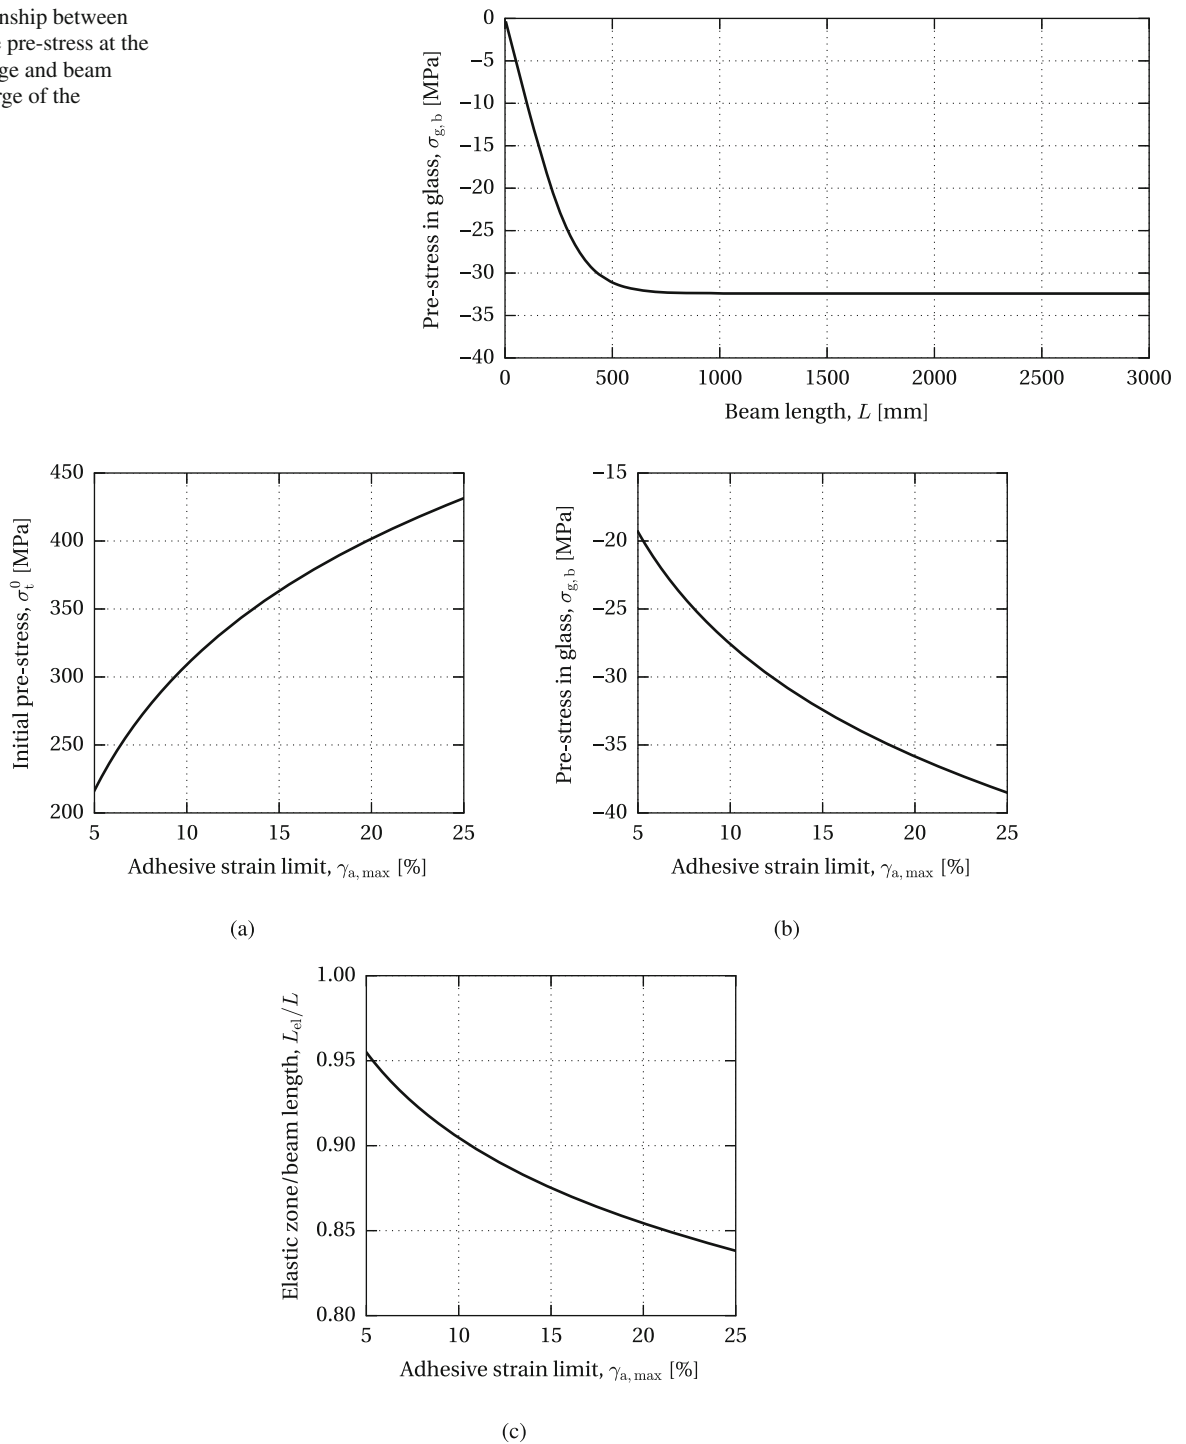 nship between
e pre-stress at the
ge and beam
rge of the
0
−5
−10
−15
−20
−25
−30
−35
−40
Pre-stress in glass, σg, b [MPa]
0 500 1000 1500 2000 2500 3000
Beam length, L [mm]
450
400
350
300
250
200
Initial pre-stress, σt0 [MPa]
5 10 15 20 25
Adhesive strain limit, γa, max [%]
(a)
−15
−20
−25
−30
−35
−40
Pre-stress in glass, σg, b [MPa]
5 10 15 20 25
Adhesive strain limit, γa, max [%]
(b)
1.00
0.95
0.90
0.85
0.80
Elastic zone/beam length, Lel/L
5 10 15 20 25
Adhesive strain limit, γa, max [%]
(c)